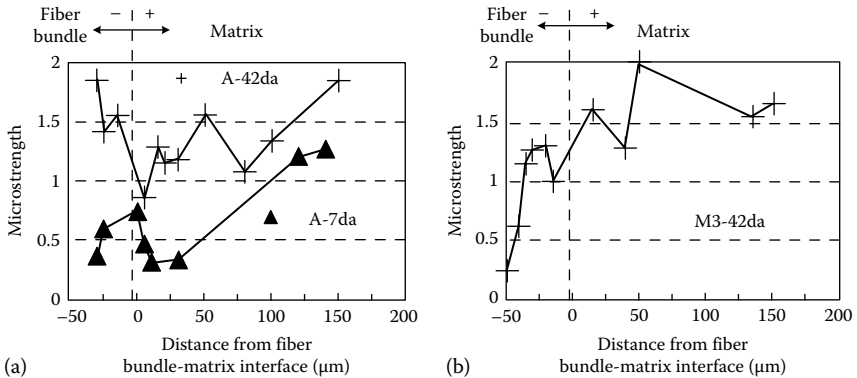 Fiber bundle
−
+
Matrix
2
1.5
1
0.5
0
Microstrength
A-42da
A-7da
−50
0
50
100
150
200
Distance from fiber
bundle-matrix interface (μm)
(a)
Fiber bundle
−
+
Matrix
2
1.5
1
0.5
0
Microstrength
M3-42da
−50
0
50
100
150
200
Distance from fiber
bundle-matrix interface (μm)
(b)